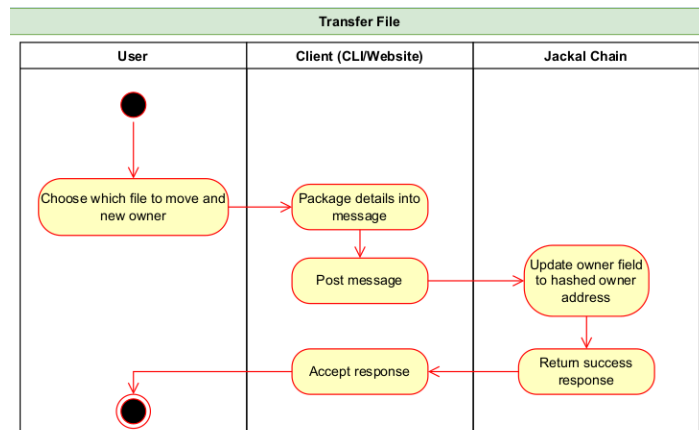 Transfer File
User
Client (CLI/Website)
Jackal Chain
Choose which file to move and
new owner
Package details into
message
Post message
Update owner field
to hashed owner
address
Return success
response
Accept response